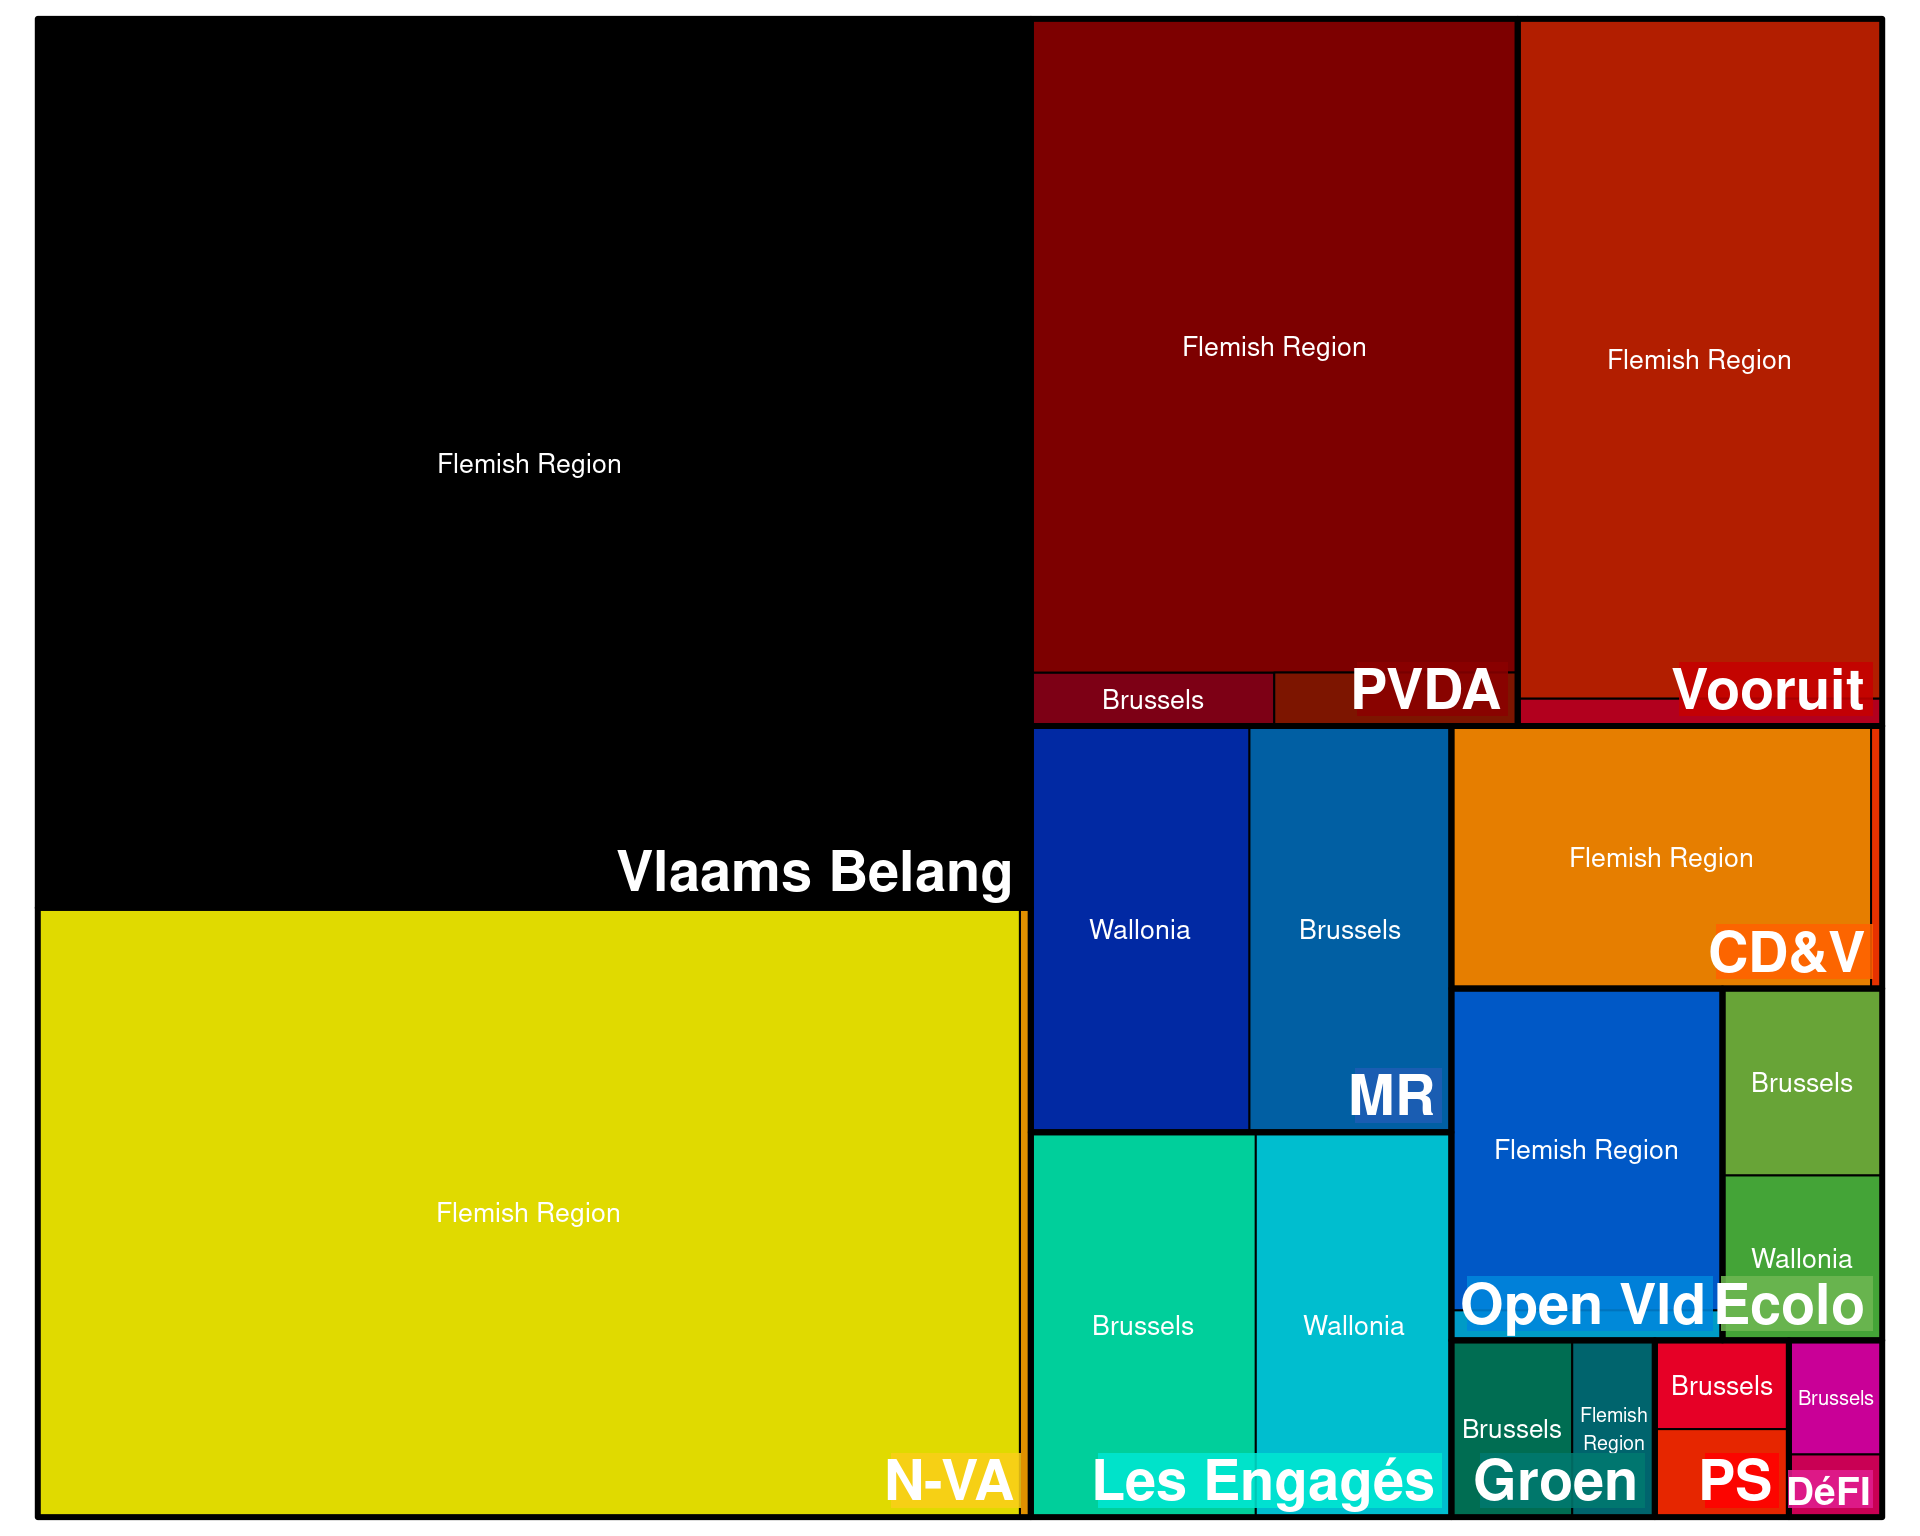 Flemish Region
Vlaams Belang
Flemish Region
N-VA
Flemish Region
Brussels
PVDA
Flemish Region
Vooruit
Wallonia
Brussels
MR
Flemish Region
CD&V
Brussels
Wallonia
Les Engagés
Flemish Region
Open Vld
Brussels
Wallonia
Ecolo
Brussels
Flemish
Region
Groen
Brussels
PS
Brussels
DéFI